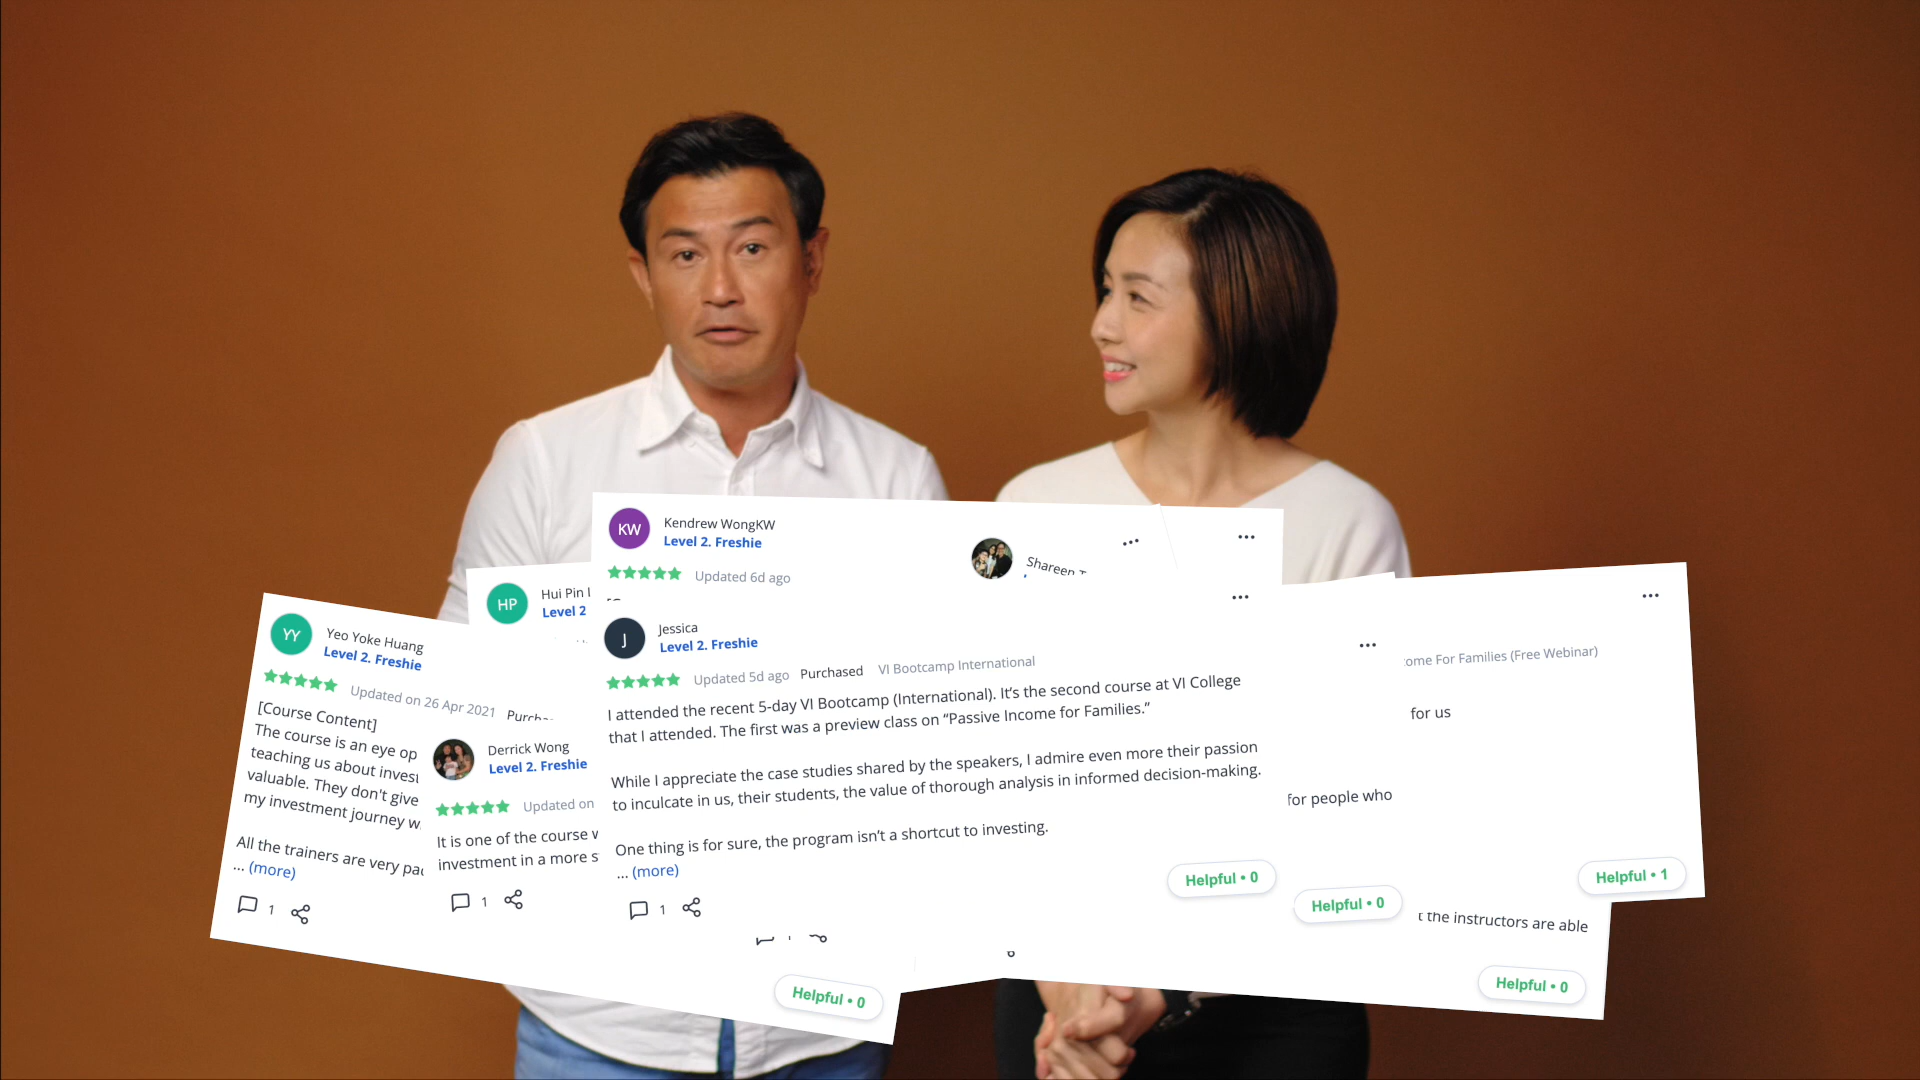 KW
Kendrew WongKW
Level 2. Freshie
Updated 6d ago
Shareen
HP
Hui Pin
Level 2
J
Jessica
Level 2. Freshie
Updated 5d ago Purchased VI Bootcamp International
I attended the recent 5-day VI Bootcamp (International). It’s the second course at VI College
that I attended. The first was a preview class on “Passive Income for Families.”
While I appreciate the case studies shared by the speakers, I admire even more their passion
to inculcate in us, their students, the value of thorough analysis in informed decision-making.
One thing is for sure, the program isn’t a shortcut to investing.
... (more)
1
Helpful • 0
YY
Yeo Yoke Huang
Level 2. Freshie
Updated on 26 Apr 2021
[Course Content]
The course is an eye op
teaching us about invest
valuable. They don't give
my investment journey w
All the trainers are very
... (more)
1
Helpful • 0
Derrick Wong
Level 2. Freshie
Updated on
It is one of the course
investment in a more s
1
For Families (Free Webinar)
for us
for people who
Helpful • 0
Helpful • 1
the instructors are able
Helpful • 0